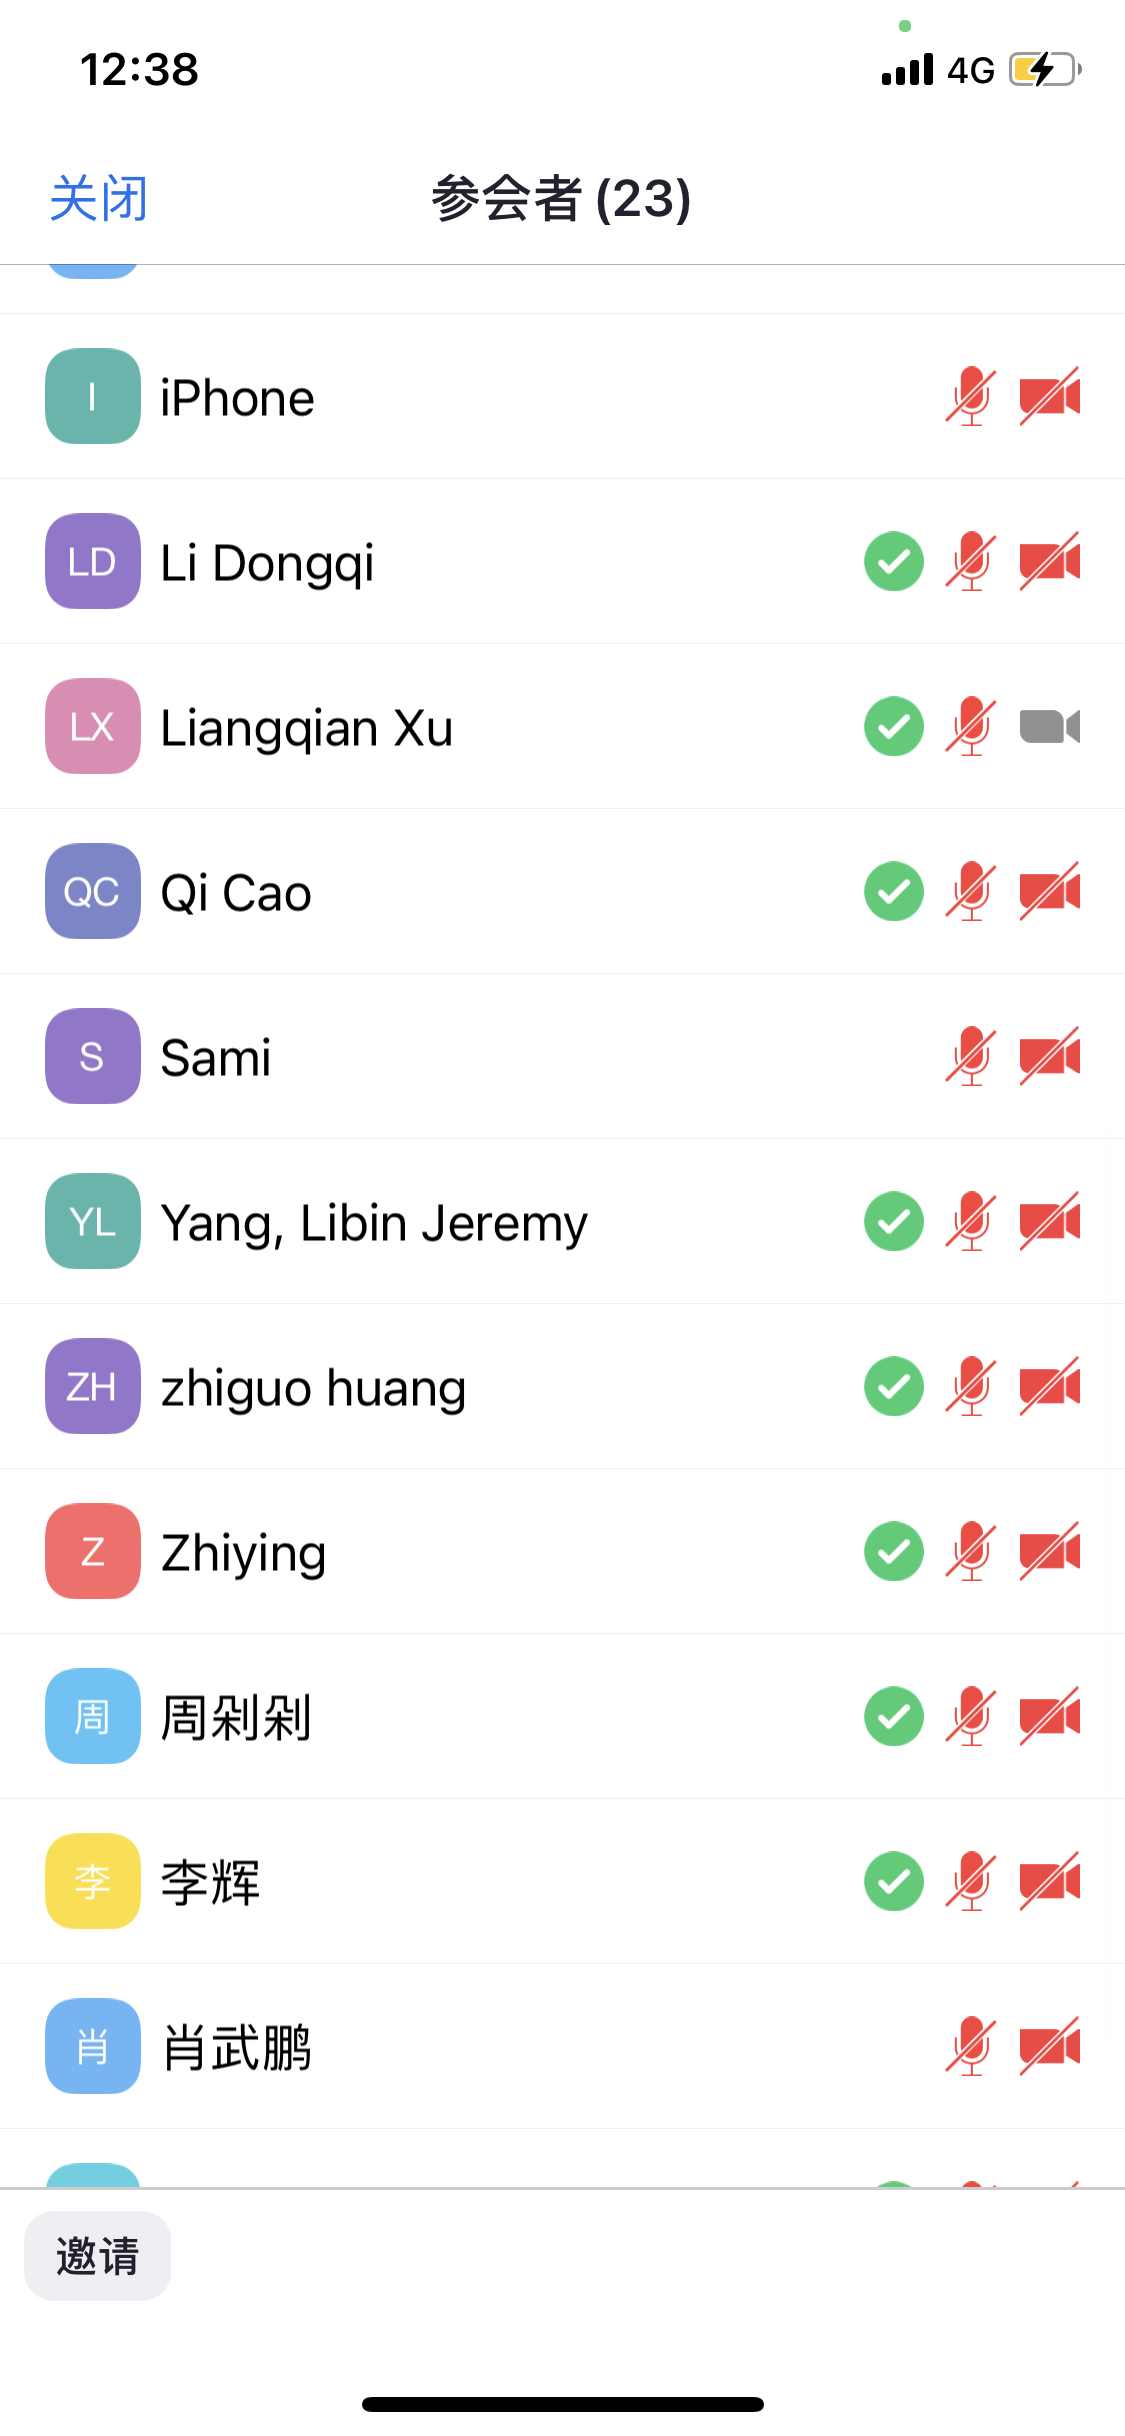 12:38
4G
关闭
参会者 (23)
I
iPhone
LD
Li Dongqi
LX
Liangqian Xu
QC
Qi Cao
S
Sami
YL
Yang, Libin Jeremy
ZH
zhiguo huang
Z
Zhiying
周
周剁剁
李
李辉
肖
肖武鹏
邀请